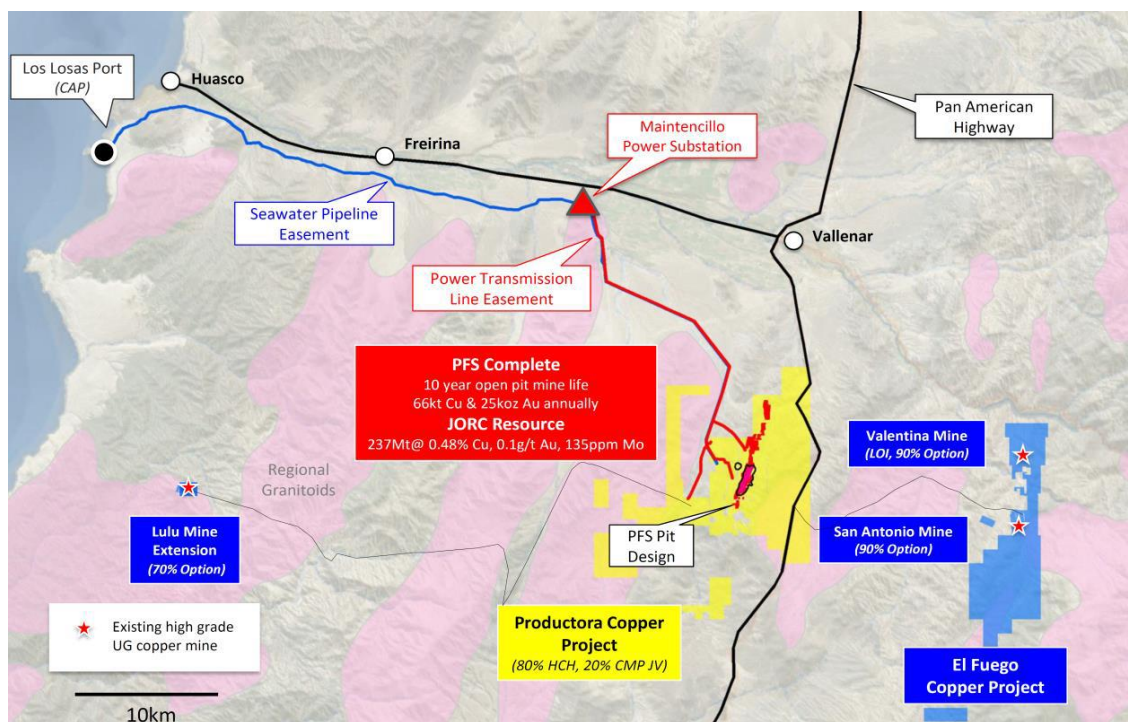 Los Losas Port
(CAP)
Huasco
Freirina
Maintencillo
Power Substation
Pan American
Highway
Seawater Pipeline
Easement
Vallenar
Power Transmission
Line Easement
PFS Complete
10 year open pit mine life
66kt Cu & 25koz Au annually
JORC Resource
237Mt@ 0.48% Cu, 0.1g/t Au, 135ppm Mo
Valentina Mine
(LOI, 90% Option)
Regional
Granitoids
Lulu Mine
Extension
(70% Option)
PFS Pit
Design
San Antonio Mine
(90% Option)
Existing high grade
UG copper mine
Productora Copper
Project
(80% HCH, 20% CMP JV)
El Fuego
Copper Project
10km